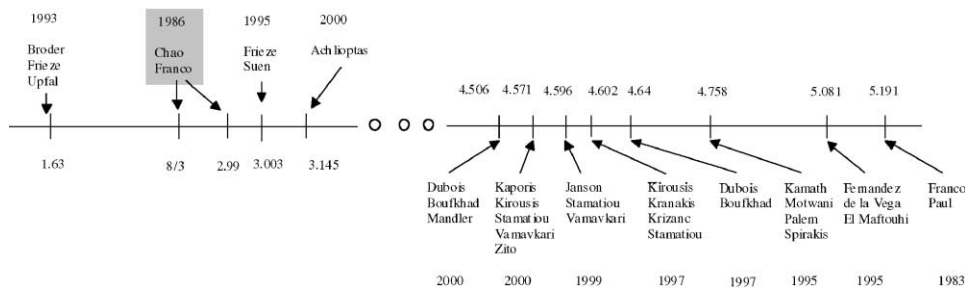 1993
Broder
Frieze
Upfal
1986
Chao
Franco
1995
Frieze
Suen
2000
Achlioptas
1.63
8/3
2.99
3.003
3.145
4.506
4.571
4.596
4.602
4.64
4.758
5.081
5.191
Dubois
Boufkhad
Mandler
2000
Kaporis
Kirousis
Stamatiou
Vamavkari
Zito
2000
Janson
Stamatiou
Vamavkari
1999
Kirousis
Kranakis
Krizanc
Stamatiou
1997
Dubois
Boufkhad
1997
Kamath
Motwani
Palem
Spirakis
1995
Fernandez
de la Vega
El Maftouhi
1995
Franco
Paul
1983